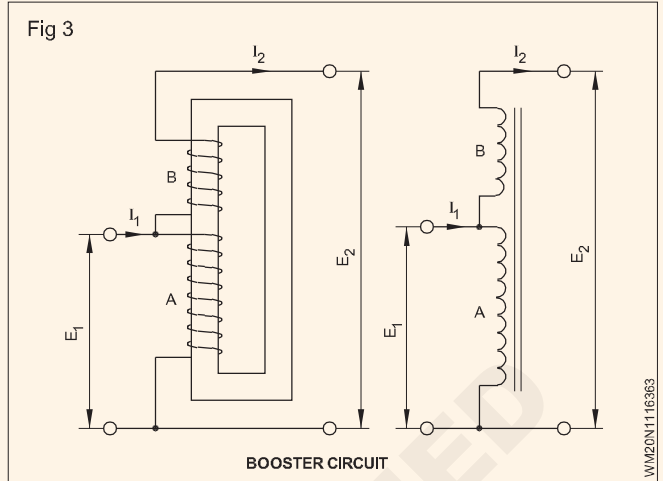 Fig 3
I2
B
I1
A
E1
E2
I2
B
I1
A
E1
E2
BOOSTER CIRCUIT
WM20N1116363